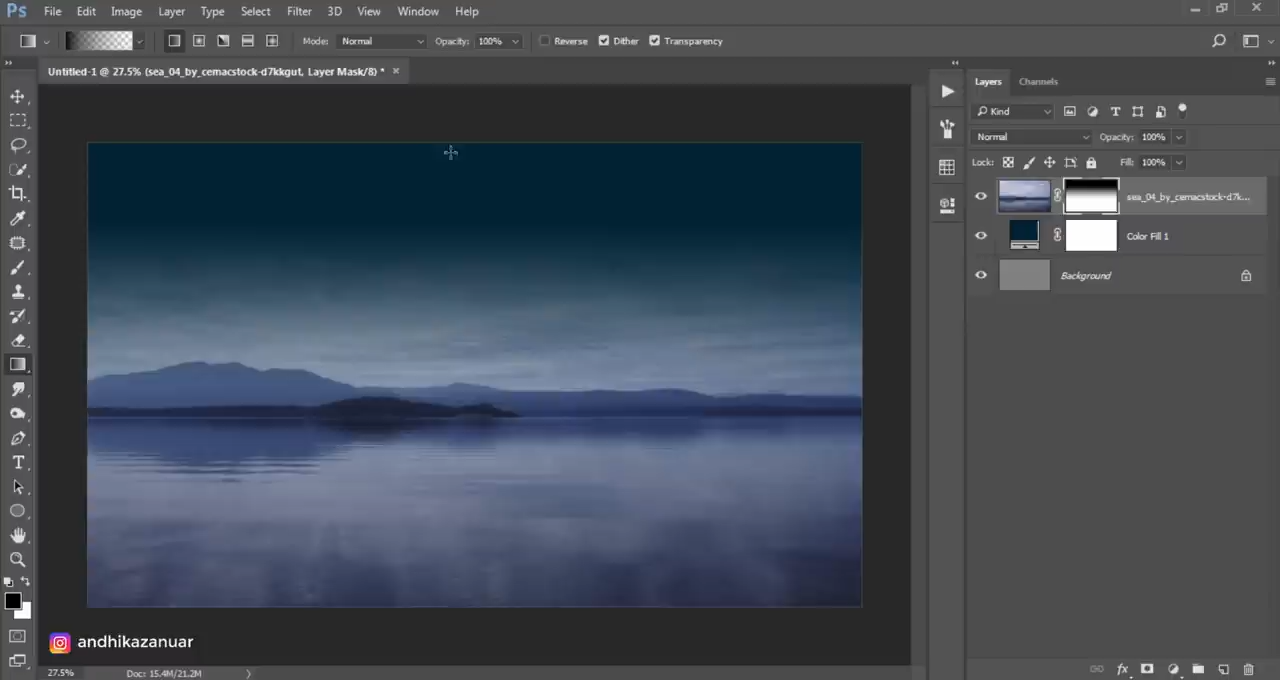 Ps File Edit Image Layer Type Select Filter 3D View Window Help
Mode: Normal Opacity: 100% Reverse Dither Transparency
Untitled-1 @ 27.5% (sea_04_by_cemacstock-d7kkgut, Layer Mask/8) *
Layers Channels
Kind
Normal Opacity: 100%
Lock: Fill: 100%
sea_04_by_cemacstock-d7k...
Color Fill 1
Background
andhikazanuar
27.5% Doc: 15.4M/21.2M